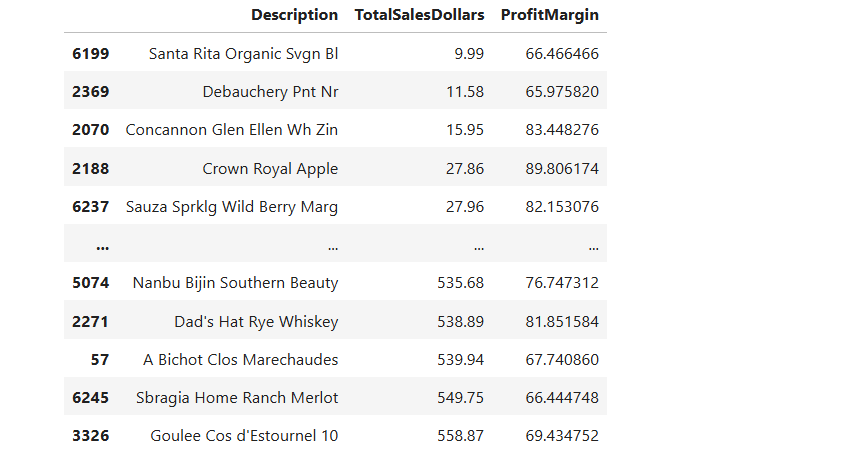 Description TotalSalesDollars ProfitMargin
6199 Santa Rita Organic Svgn Bl 9.99 66.466466
2369 Debauchery Pnt Nr 11.58 65.975820
2070 Concannon Glen Ellen Wh Zin 15.95 83.448276
2188 Crown Royal Apple 27.86 89.806174
6237 Sauza Sprklg Wild Berry Marg 27.96 82.153076
... ... ... ...
5074 Nanbu Bijin Southern Beauty 535.68 76.747312
2271 Dad's Hat Rye Whiskey 538.89 81.851584
57 A Bichot Clos Marechaudes 539.94 67.740860
6245 Sbragia Home Ranch Merlot 549.75 66.444748
3326 Goulee Cos d'Estournel 10 558.87 69.434752